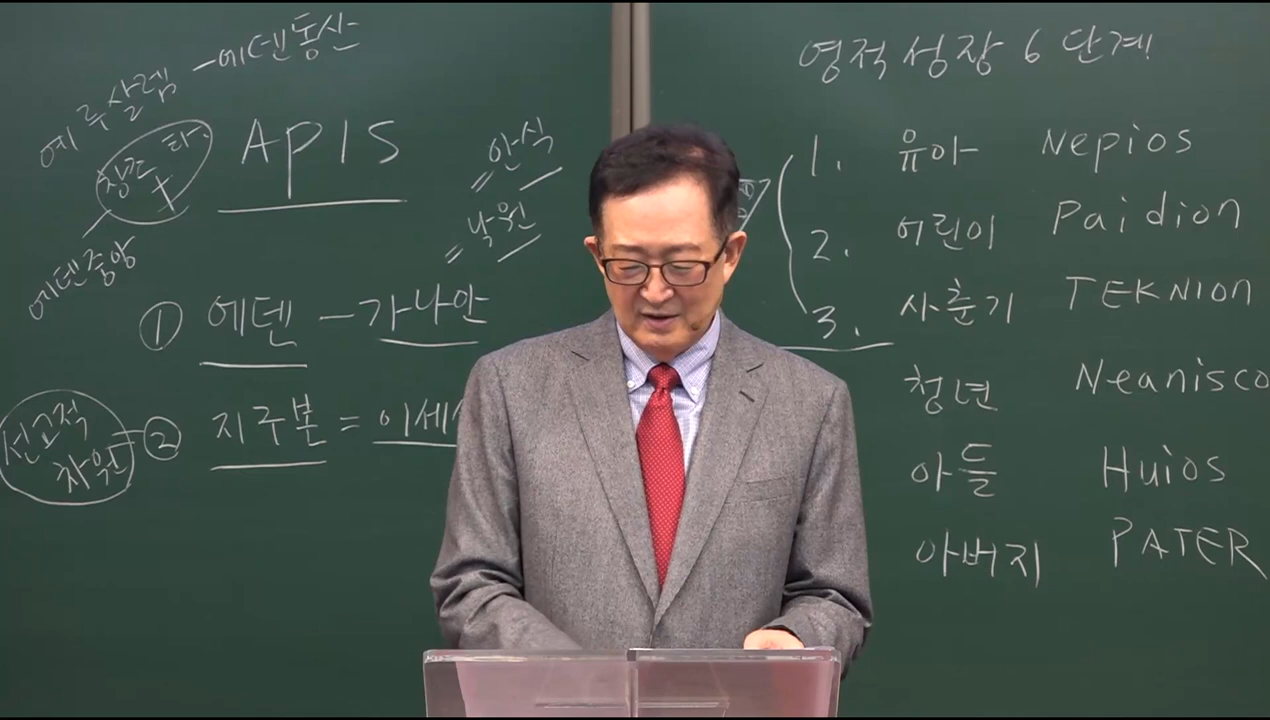 예루살렘 - 에덴동산
창조 타.
에덴중앙
APIS
= 안식
= 낙원
① 에덴 - 가나안
선교적
차원
② 지구본 = 이세
영적성장 6단계
1. 유아 Nepios
2. 어린이 Paidion
3. 사춘기 TEKNION
청년 Neanisco
아들 Huios
아버지 PATER